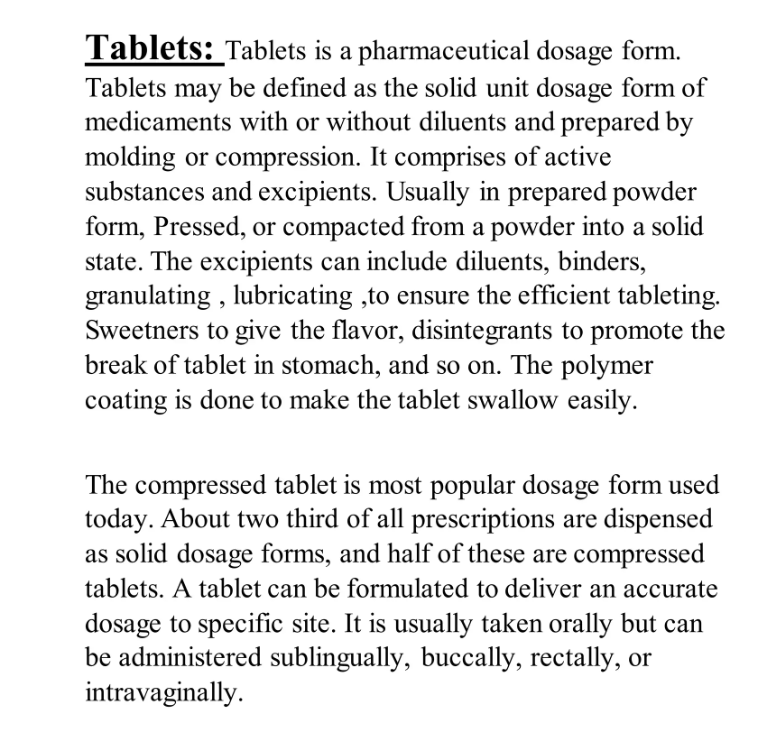 Tablets: Tablets is a pharmaceutical dosage form.
Tablets may be defined as the solid unit dosage form of
medicaments with or without diluents and prepared by
molding or compression. It comprises of active
substances and excipients. Usually in prepared powder
form, Pressed, or compacted from a powder into a solid
state. The excipients can include diluents, binders,
granulating , lubricating ,to ensure the efficient tableting.
Sweetners to give the flavor, disintegrants to promote the
break of tablet in stomach, and so on. The polymer
coating is done to make the tablet swallow easily.
The compressed tablet is most popular dosage form used
today. About two third of all prescriptions are dispensed
as solid dosage forms, and half of these are compressed
tablets. A tablet can be formulated to deliver an accurate
dosage to specific site. It is usually taken orally but can
be administered sublingually, buccally, rectally, or
intravaginally.